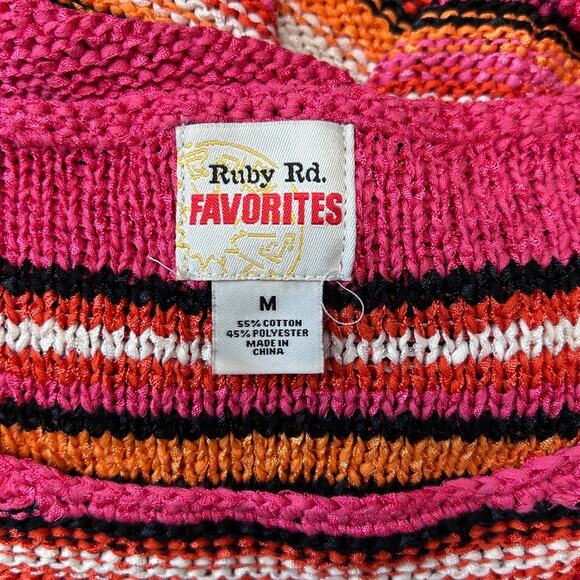 Ruby Rd.
FAVORITES
M
55% COTTON
45% POLYESTER
MADE IN
CHINA